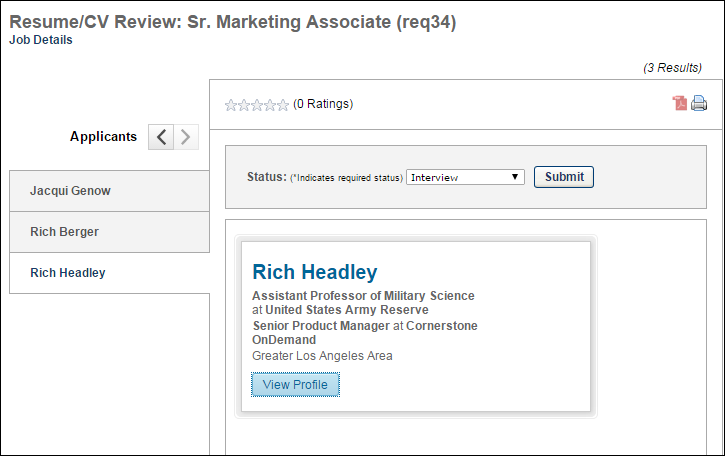 Resume/CV Review: Sr. Marketing Associate (req34)
Job Details
(3 Results)
(0 Ratings)
Applicants
Status: (*Indicates required status) Interview Submit
Jacqui Genow
Rich Berger
Rich Headley
Rich Headley
Assistant Professor of Military Science
at United States Army Reserve
Senior Product Manager at Cornerstone
OnDemand
Greater Los Angeles Area
View Profile